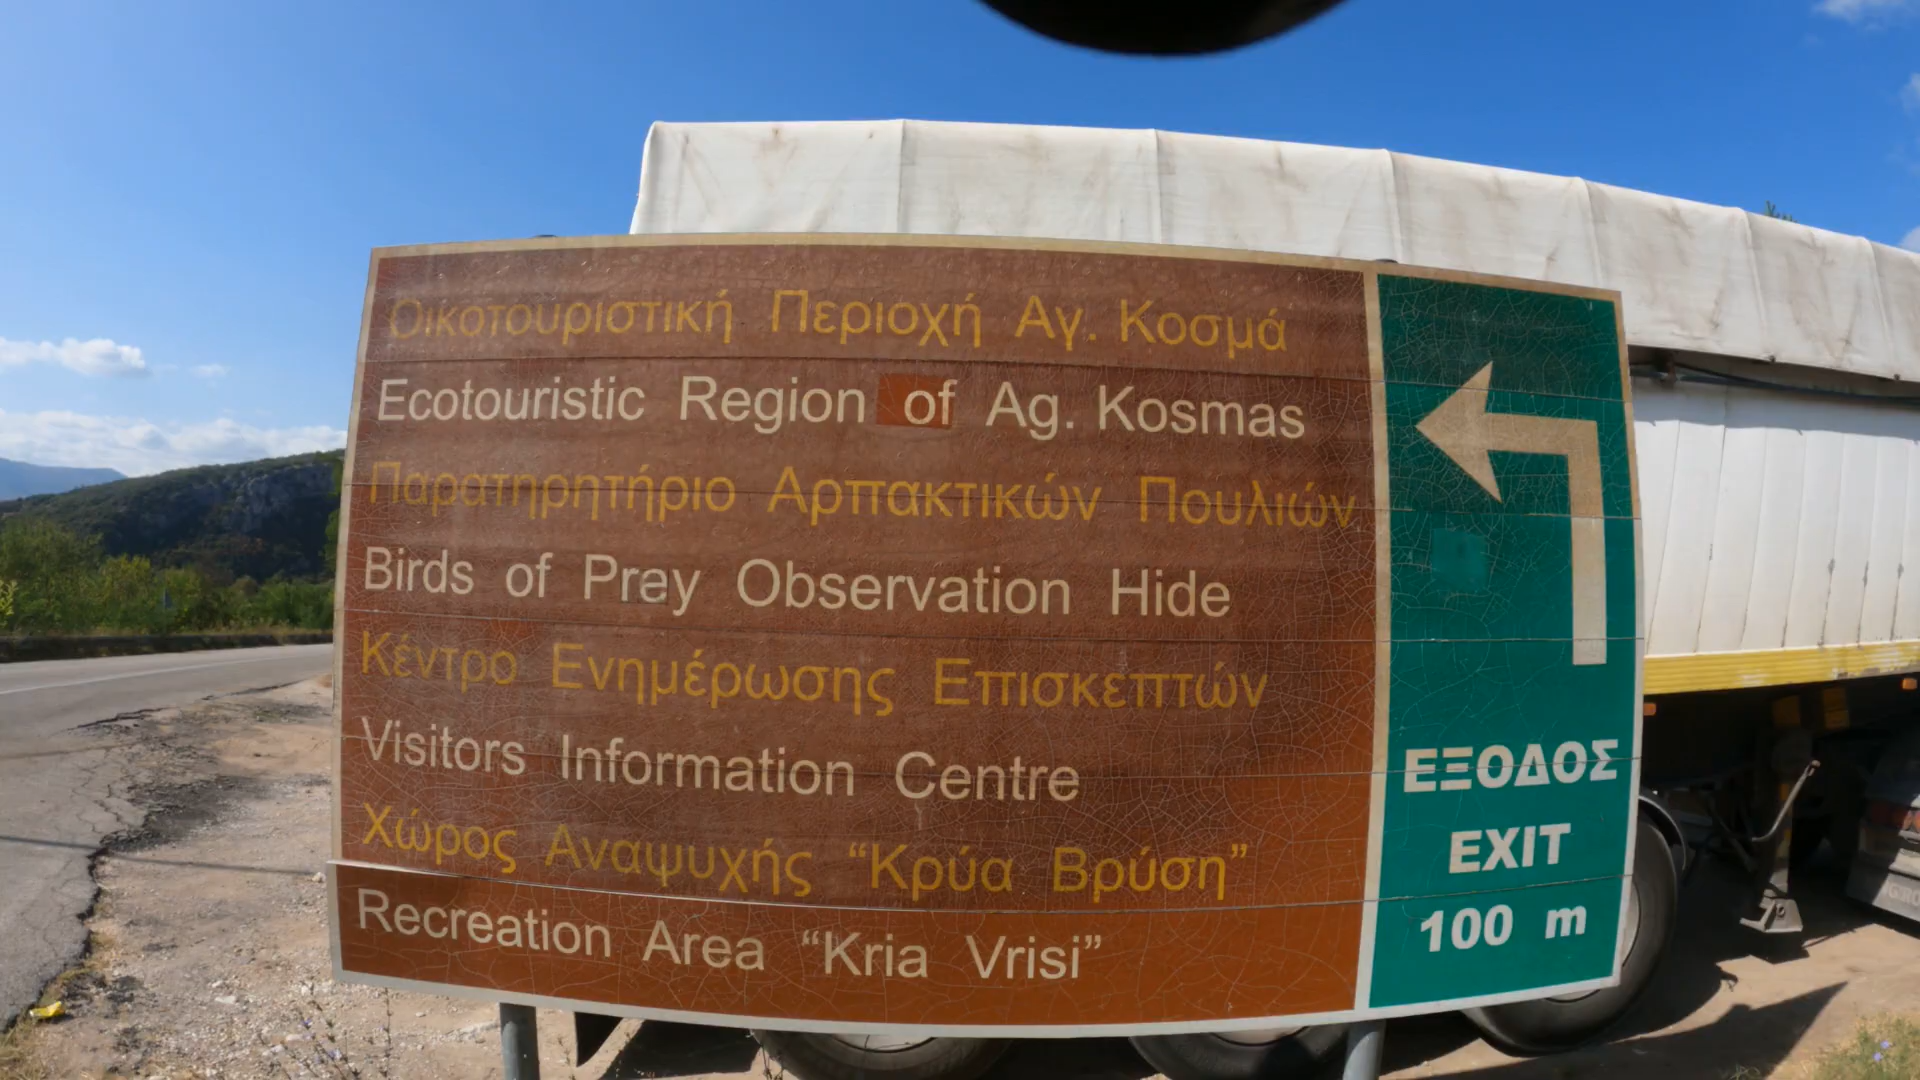 Οικοτουριστική Περιοχή Αγ. Κοσμά
Ecotouristic Region of Ag. Kosmas
Παρατηρητήριο Αρπακτικών Πουλιών
Birds of Prey Observation Hide
Κέντρο Ενημέρωσης Επισκεπτών
Visitors Information Centre
Χώρος Αναψυχής “Κρύα Βρύση”
Recreation Area “Kria Vrisi”
ΕΞΟΔΟΣ
EXIT
100 m